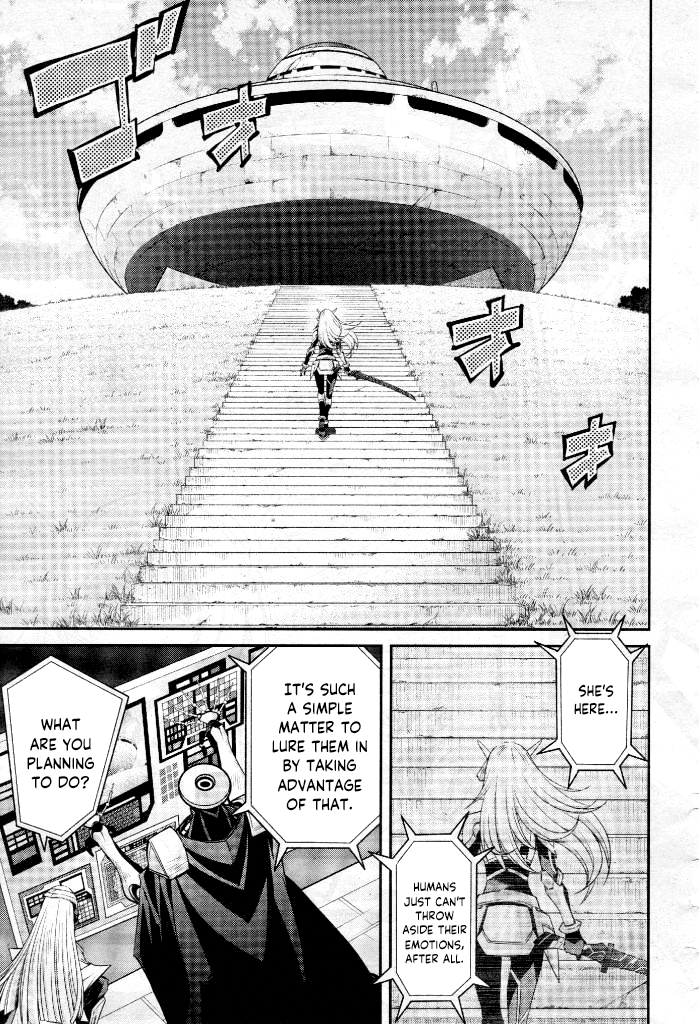 ゴオオオオ
SHE'S
HERE...
HUMANS
JUST CAN'T
THROW
ASIDE THEIR
EMOTIONS,
AFTER ALL.
IT'S SUCH
A SIMPLE
MATTER TO
LURE THEM IN
BY TAKING
ADVANTAGE
OF THAT.
WHAT
ARE YOU
PLANNING
TO DO?